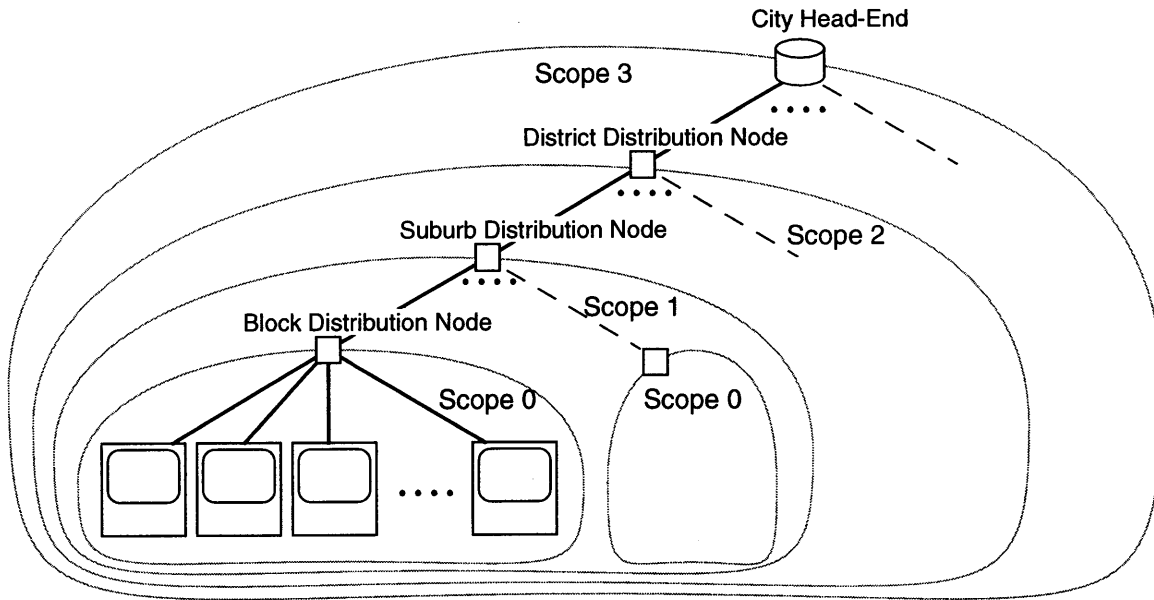 City Head-End
Scope 3
District Distribution Node
Suburb Distribution Node
Scope 2
Scope 1
Block Distribution Node
Scope 0
Scope 0